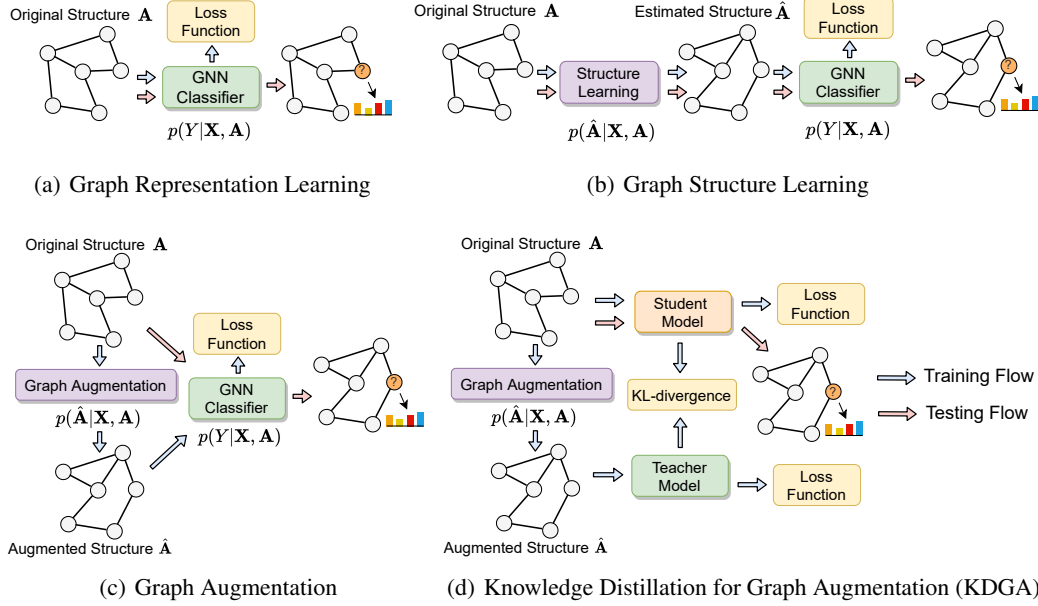 Original Structure A
Loss
Function
GNN
Classifier
p(Y|X, A)
?
(a) Graph Representation Learning
Original Structure A
Structure
Learning
p(Â|X, A)
Estimated Structure Â
Loss
Function
GNN
Classifier
p(Y|X, A)
?
(b) Graph Structure Learning
Original Structure A
Graph Augmentation
p(Â|X, A)
Augmented Structure Â
Loss
Function
GNN
Classifier
p(Y|X, A)
?
(c) Graph Augmentation
Original Structure A
Graph Augmentation
p(Â|X, A)
Augmented Structure Â
Student
Model
Loss
Function
KL-divergence
Teacher
Model
Loss
Function
?
Training Flow
Testing Flow
(d) Knowledge Distillation for Graph Augmentation (KDGA)